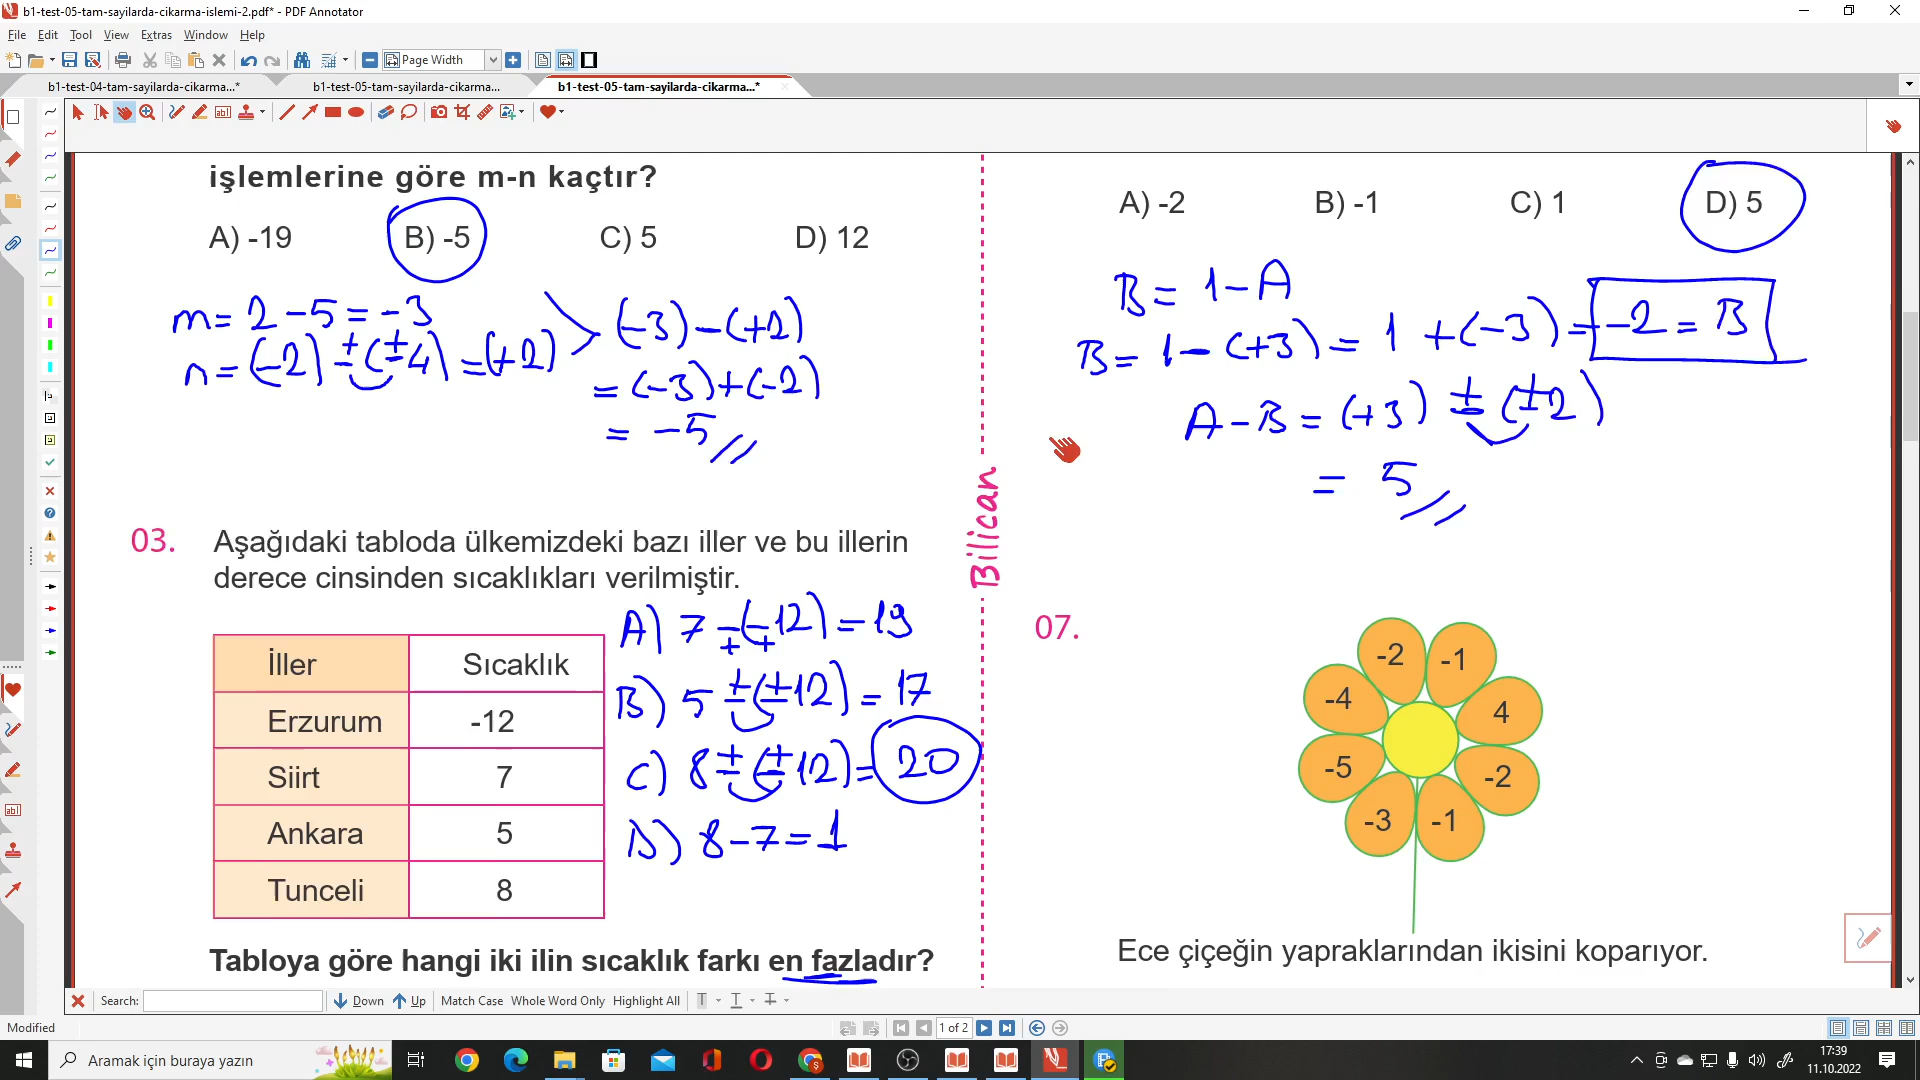 b1-test-05-tam-sayilarda-cikarma-islemi-2.pdf* - PDF Annotator
File Edit Tool View Extras Window Help
Page Width
b1-test-04-tam-sayilarda-cikarma...* b1-test-05-tam-sayilarda-cikarma... b1-test-05-tam-sayilarda-cikarma...*
işlemlerine göre m-n kaçtır?
A) -19 B) -5 C) 5 D) 12
m= 2-5=-3
n=(-2)±(±4)=(+2)
(-3)-(+2)
=(-3)+(-2)
= -5
03. Aşağıdaki tabloda ülkemizdeki bazı iller ve bu illerin
derece cinsinden sıcaklıkları verilmiştir.
İller Sıcaklık
Erzurum -12
Siirt 7
Ankara 5
Tunceli 8
A) 7 -(-12)=19
+ +
B) 5 ±(±12)=17
C) 8±(±12)=20
D) 8-7=1
Tabloya göre hangi iki ilin sıcaklık farkı en fazladır?
Bilican
A) -2 B) -1 C) 1 D) 5
B= 1-A
B= 1-(+3)= 1 +(-3)=-2=B
A-B=(+3) ±(±2)
= 5
07.
-2 -1
-4 4
-5 -2
-3 -1
Ece çiçeğin yapraklarından ikisini koparıyor.
Search: Down Up Match Case Whole Word Only Highlight All
Modified 1 of 2
Aramak için buraya yazın
17:39
11.10.2022